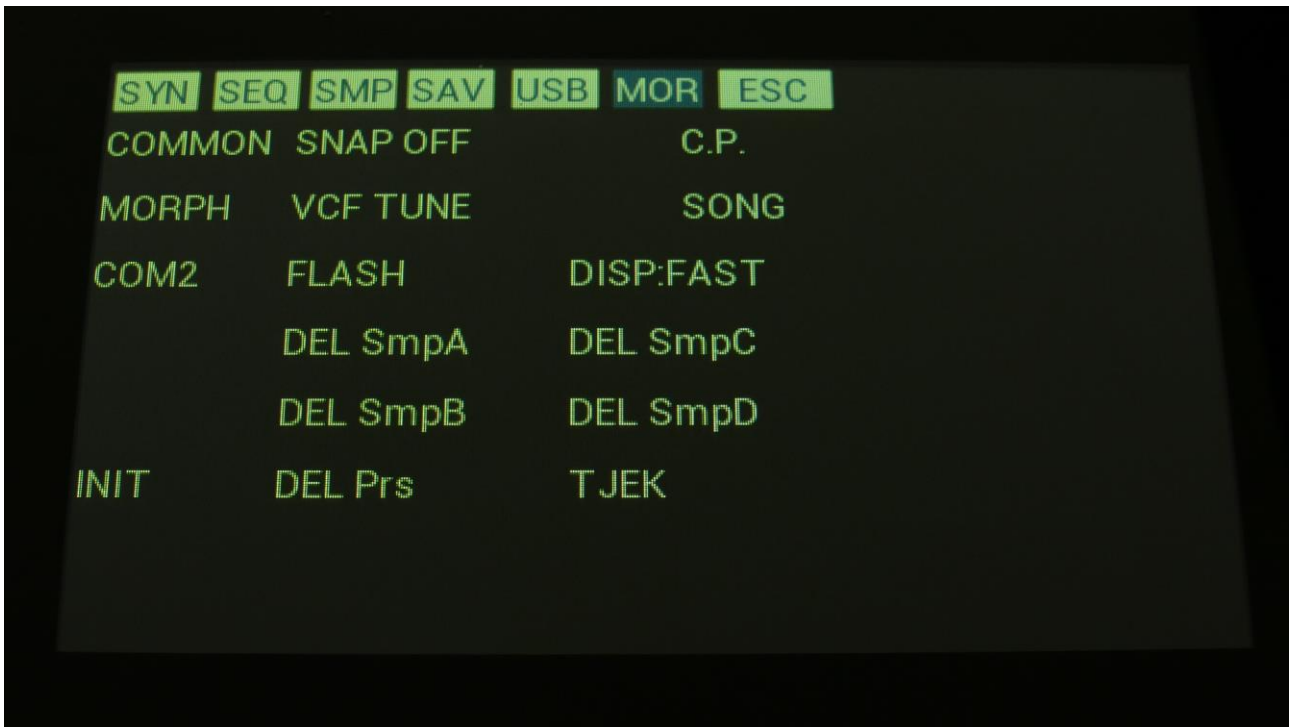 SYN SEQ SMP SAV USB MOR ESC
COMMON SNAP OFF C.P.
MORPH VCF TUNE SONG
COM2 FLASH DISP:FAST
DEL SmpA DEL SmpC
DEL SmpB DEL SmpD
INIT DEL Prs TJEK